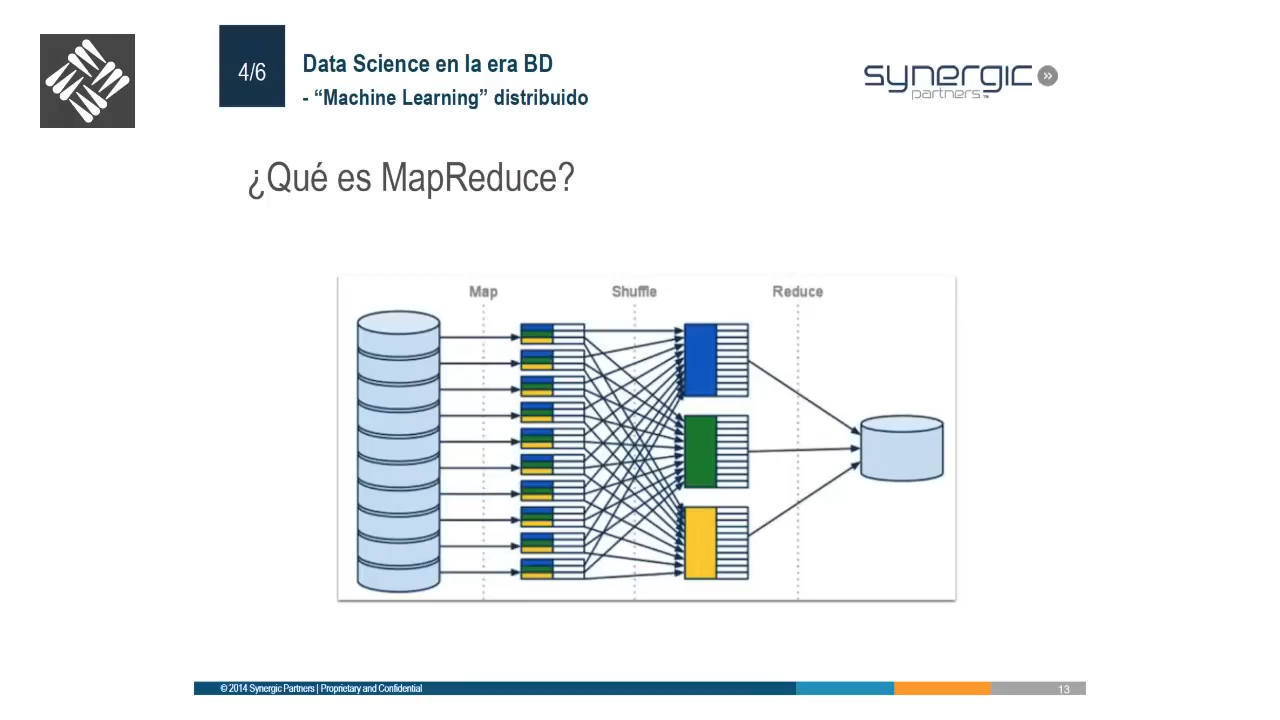 4/6
Data Science en la era BD
- “Machine Learning” distribuido
synergic
partners
¿Qué es MapReduce?
Map
Shuffle
Reduce
© 2014 Synergic Partners | Proprietary and Confidential
13